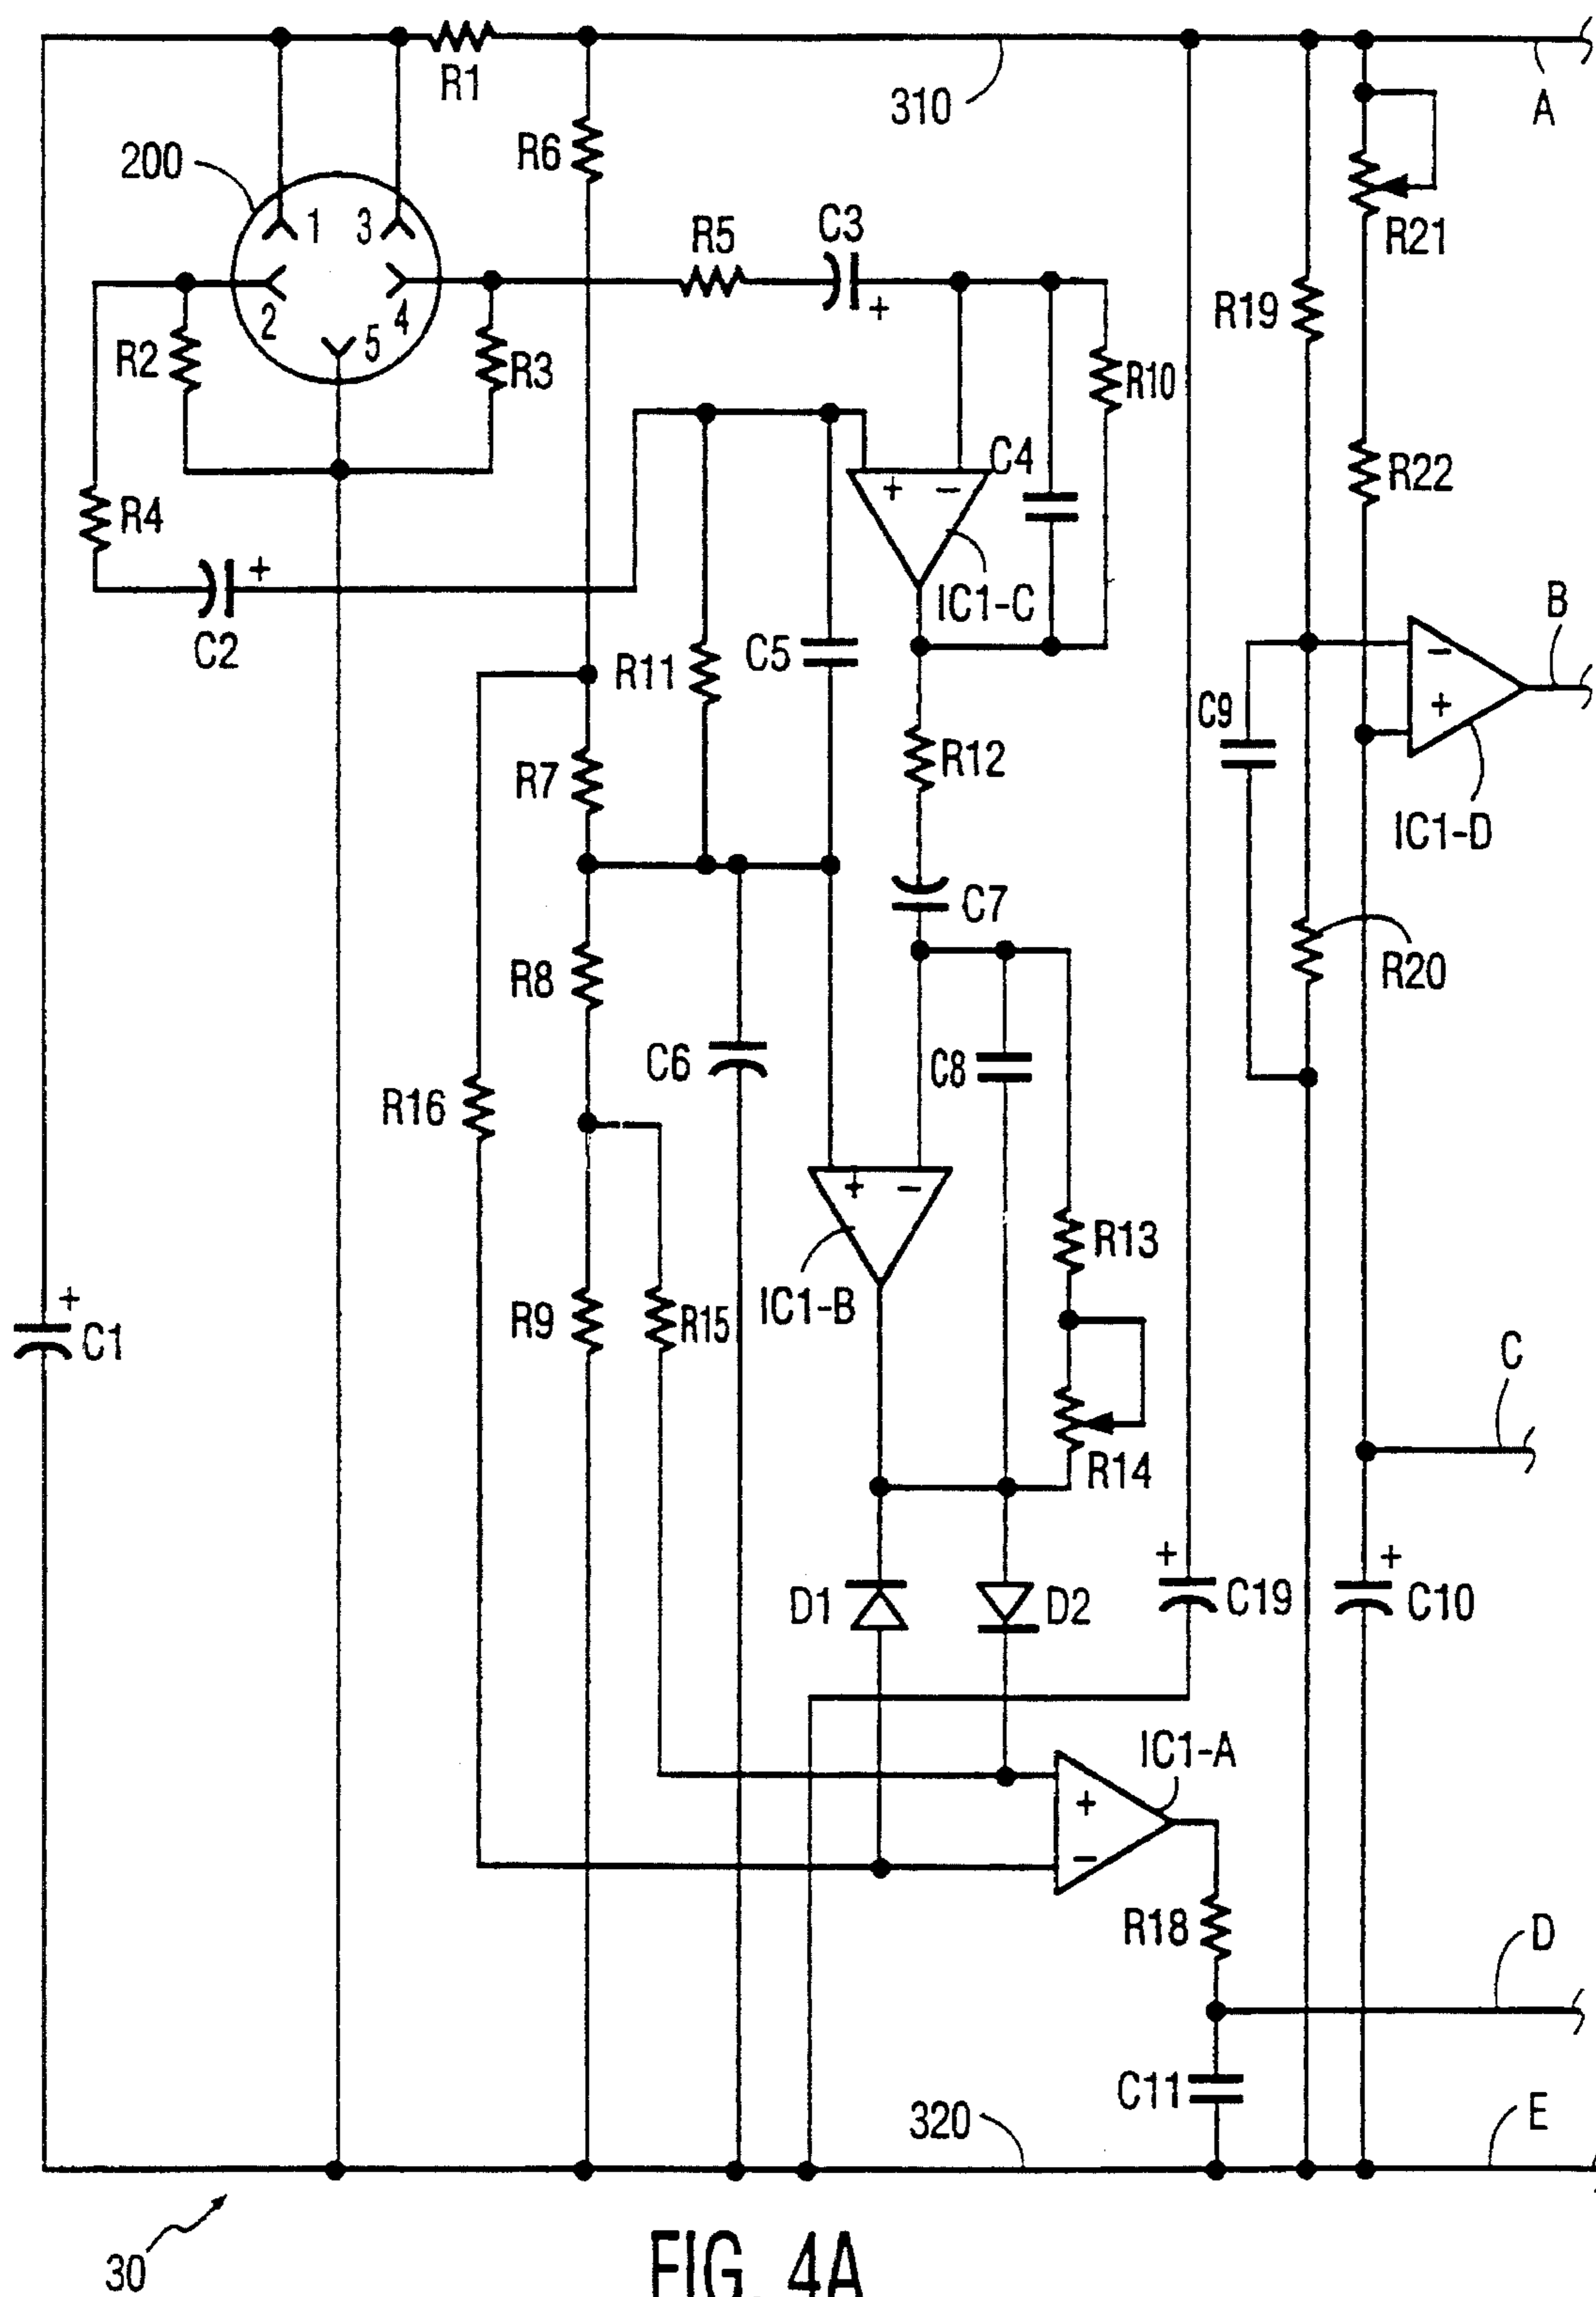 R1
310
A
200
R6
1
3
R5
C3
+
R21
2
4
5
R2
R3
R19
R10
R22
C4
+ −
R4
+
C2
IC1-C
B
R11
C5
−
+
C9
R7
R12
IC1-D
C7
R8
R20
C6
C8
R16
+ −
R13
IC1-B
R9
R15
+
C1
C
R14
+
+
D1
D2
C19
C10
IC1-A
+
−
R18
D
C11
320
E
30
FIG. 4A